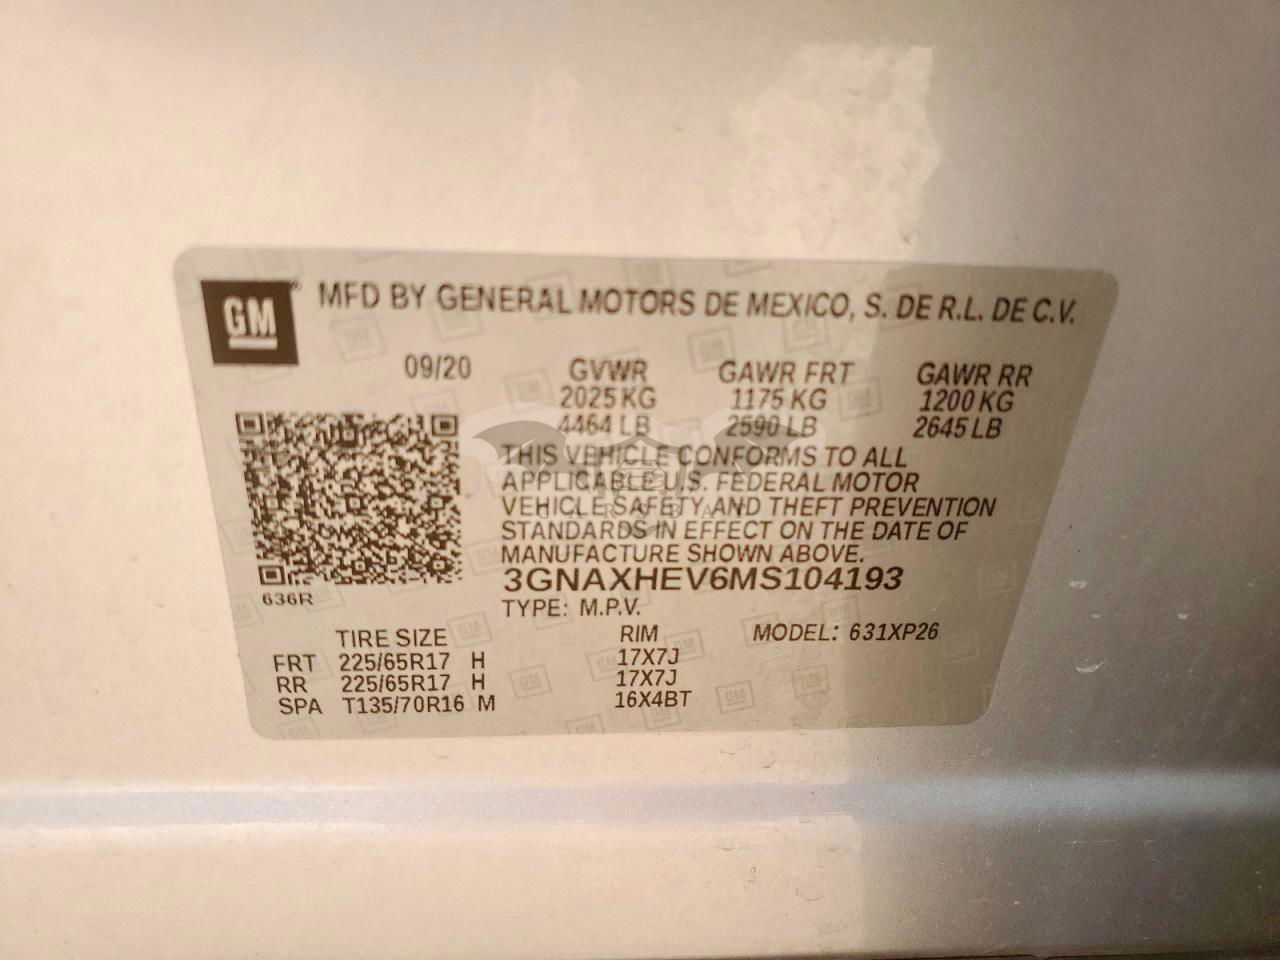 GM MFD BY GENERAL MOTORS DE MEXICO, S. DE R.L. DE C.V.
09/20 GVWR GAWR FRT GAWR RR
2025 KG 1175 KG 1200 KG
4464 LB 2590 LB 2645 LB
THIS VEHICLE CONFORMS TO ALL
APPLICABLE U.S. FEDERAL MOTOR
VEHICLE SAFETY AND THEFT PREVENTION
STANDARDS IN EFFECT ON THE DATE OF
MANUFACTURE SHOWN ABOVE.
3GNAXHEV6MS104193
636R
TYPE: M.P.V.
TIRE SIZE RIM MODEL: 631XP26
FRT 225/65R17 H 17X7J
RR 225/65R17 H 17X7J
SPA T135/70R16 M 16X4BT